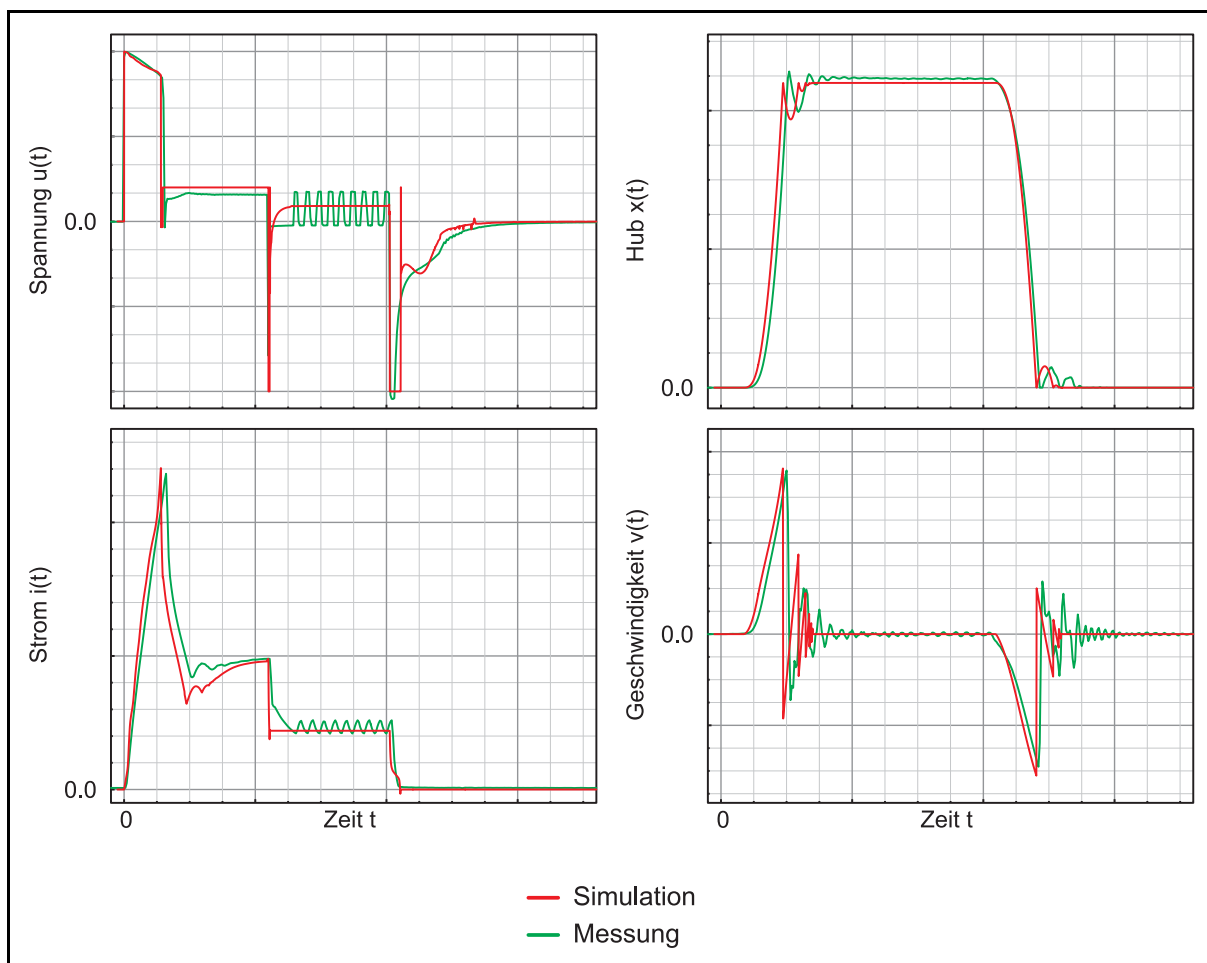 Spannung u(t)
0.0
Hub x(t)
0.0
Strom i(t)
0.0
0
Zeit t
Geschwindigkeit v(t)
0.0
0
Zeit t
Simulation
Messung